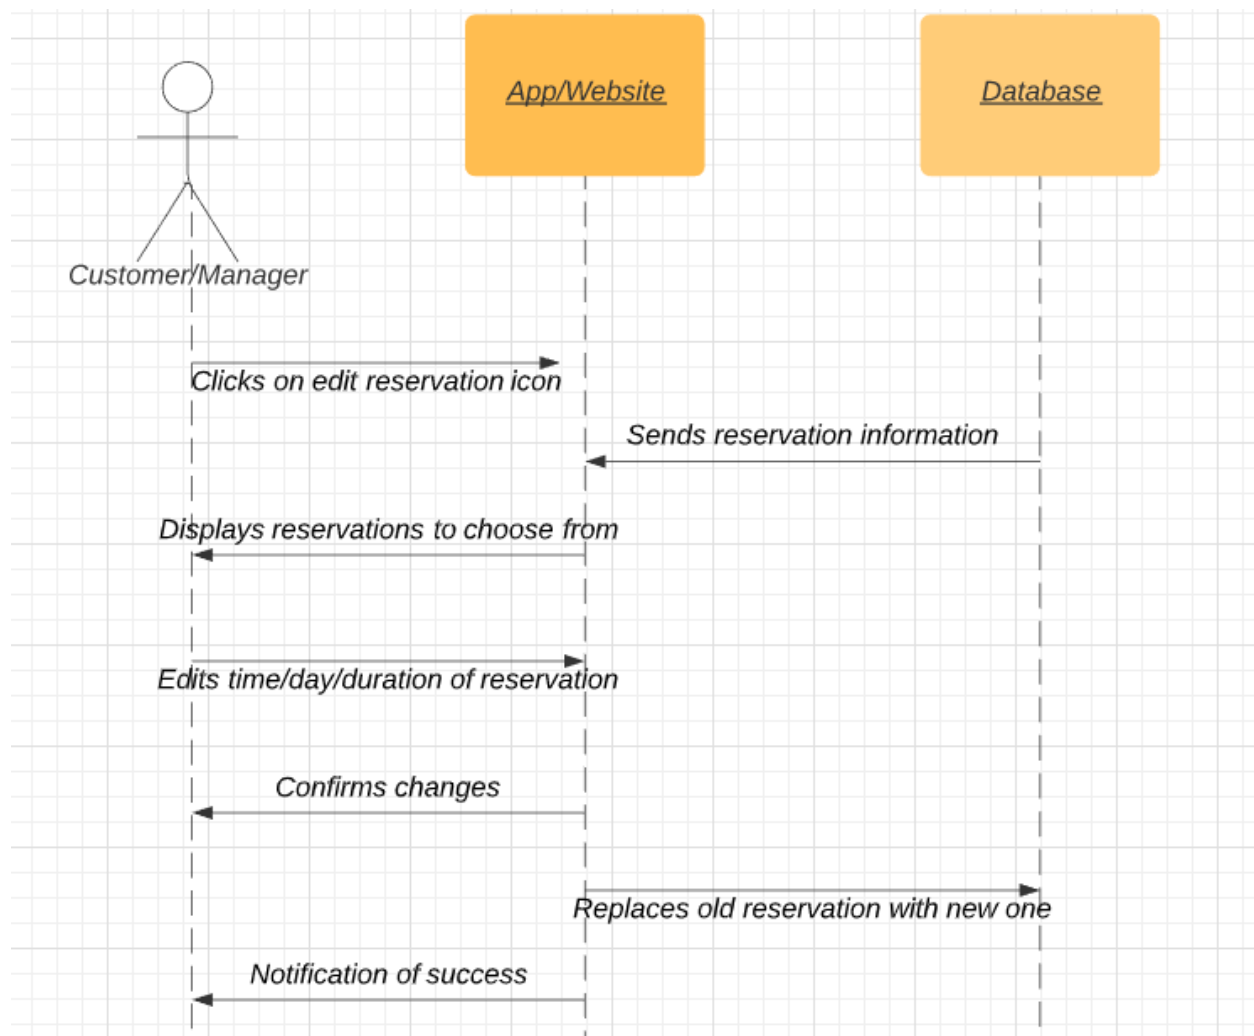 App/Website
Database
Customer/Manager
Clicks on edit reservation icon
Sends reservation information
Displays reservations to choose from
Edits time/day/duration of reservation
Confirms changes
Replaces old reservation with new one
Notification of success